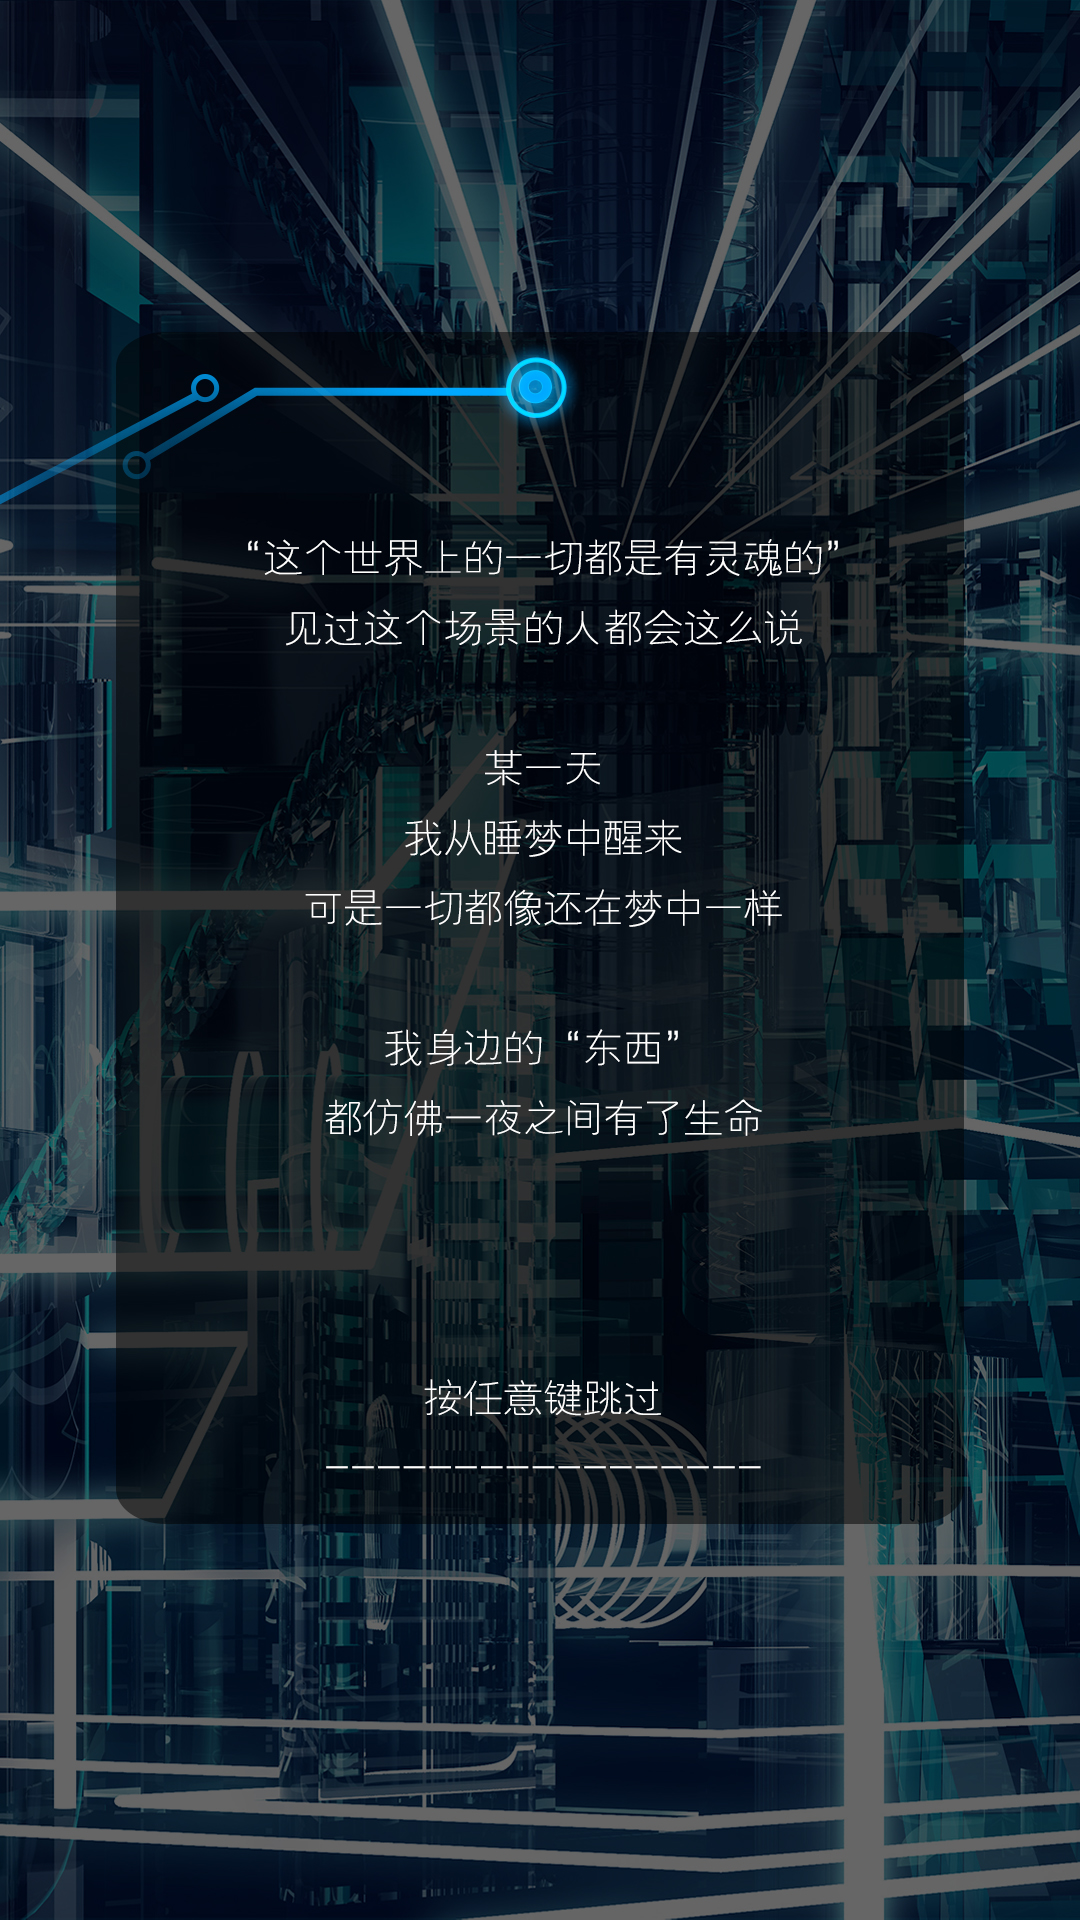 “这个世界上的一切都是有灵魂的”
见过这个场景的人都会这么说
某一天
我从睡梦中醒来
可是一切都像还在梦中一样
我身边的“东西”
都仿佛一夜之间有了生命
按任意键跳过
_________________